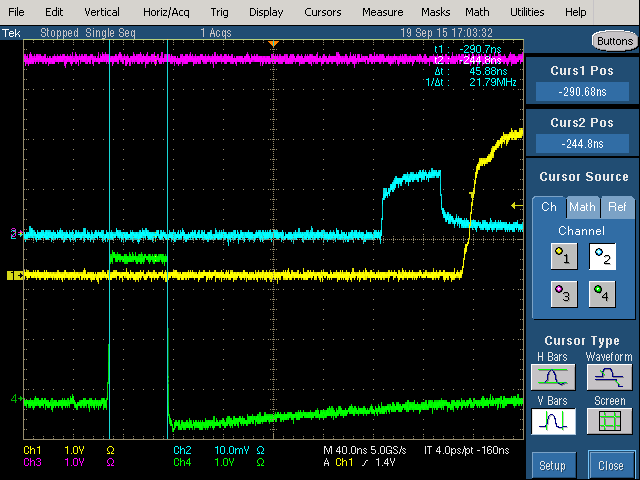 File Edit Vertical Horiz/Acq Trig Display Cursors Measure Masks Math Utilities Help
Tek Stopped Single Seq 1 Acqs 19 Sep 15 17:03:32
Buttons
t1 : -290.7ns
t2 : -244.8ns
Δt : 45.88ns
1/Δt : 21.79MHz
Curs1 Pos
-290.68ns
Curs2 Pos
-244.8ns
Cursor Source
Ch Math Ref
Channel
1 2
3 4
Cursor Type
H Bars Waveform
V Bars Screen
Setup Close
2
1
4
Ch1 1.0V Ω Ch2 10.0mV Ω M 40.0ns 5.0GS/s IT 4.0ps/pt -160ns
Ch3 1.0V Ω Ch4 1.0V Ω A Ch1 ∕ 1.4V